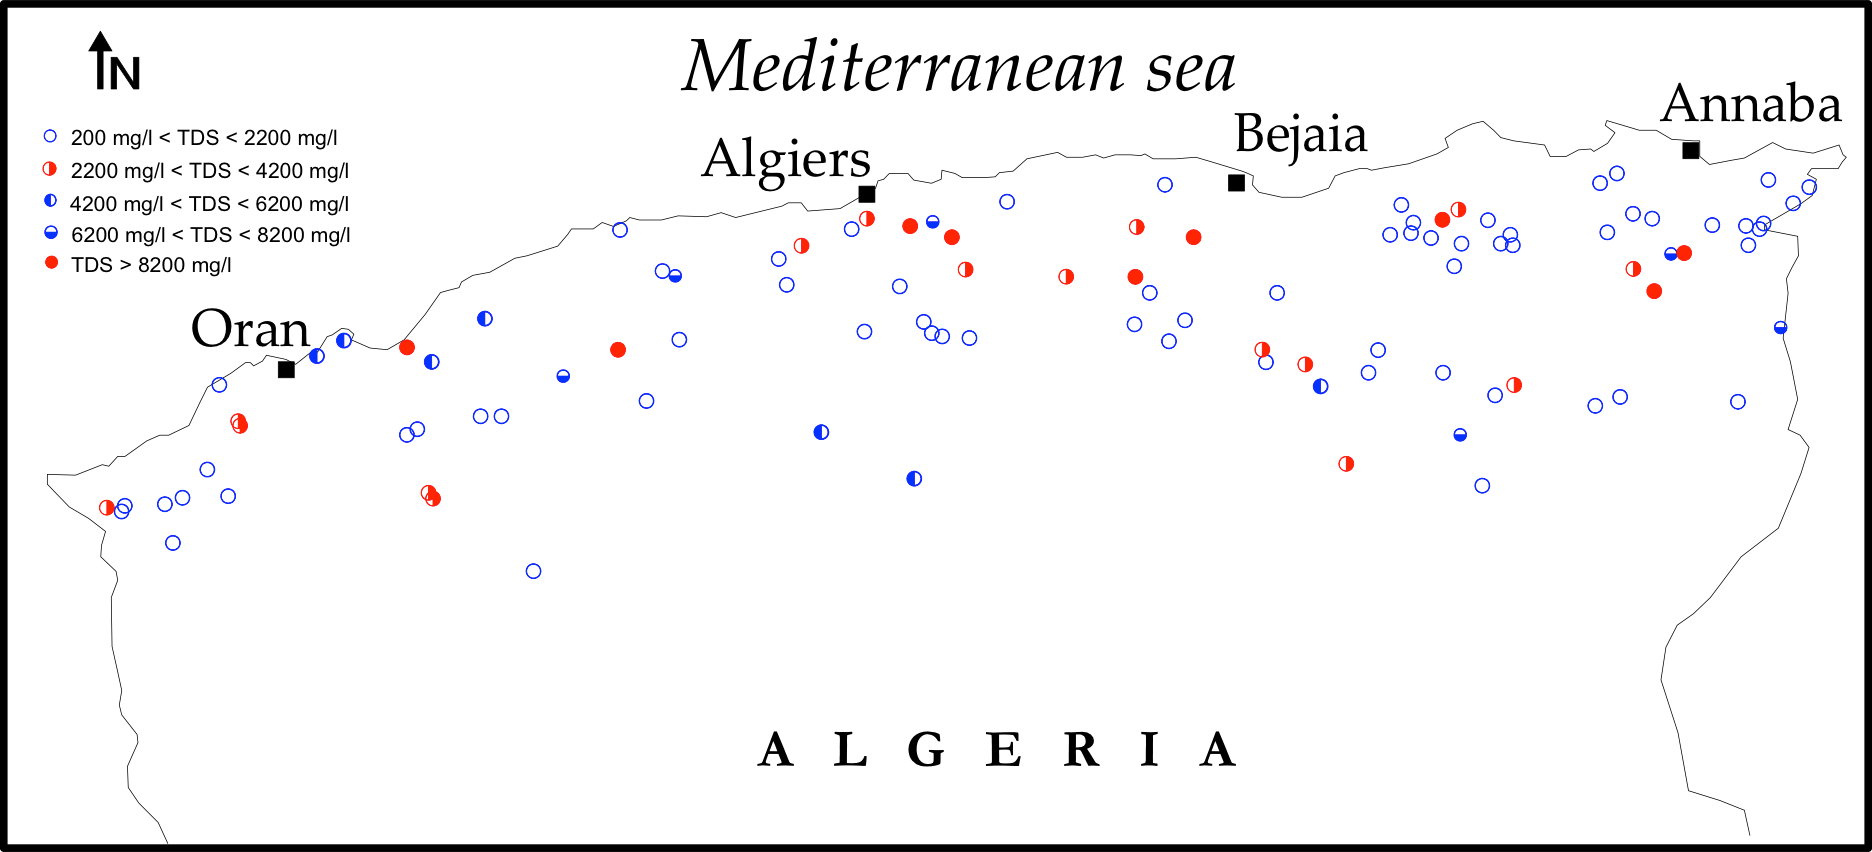 N
Mediterranean sea
Annaba
Bejaia
Algiers
200 mg/l < TDS < 2200 mg/l
2200 mg/l < TDS < 4200 mg/l
4200 mg/l < TDS < 6200 mg/l
6200 mg/l < TDS < 8200 mg/l
TDS > 8200 mg/l
Oran
ALGERIA